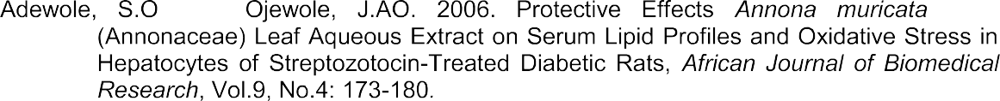 Adewole, S.O Ojewole, J.AO. 2006. Protective Effects Annona muricata
(Annonaceae) Leaf Aqueous Extract on Serum Lipid Profiles and Oxidative Stress in
Hepatocytes of Streptozotocin-Treated Diabetic Rats, African Journal of Biomedical
Research, Vol.9, No.4: 173-180.